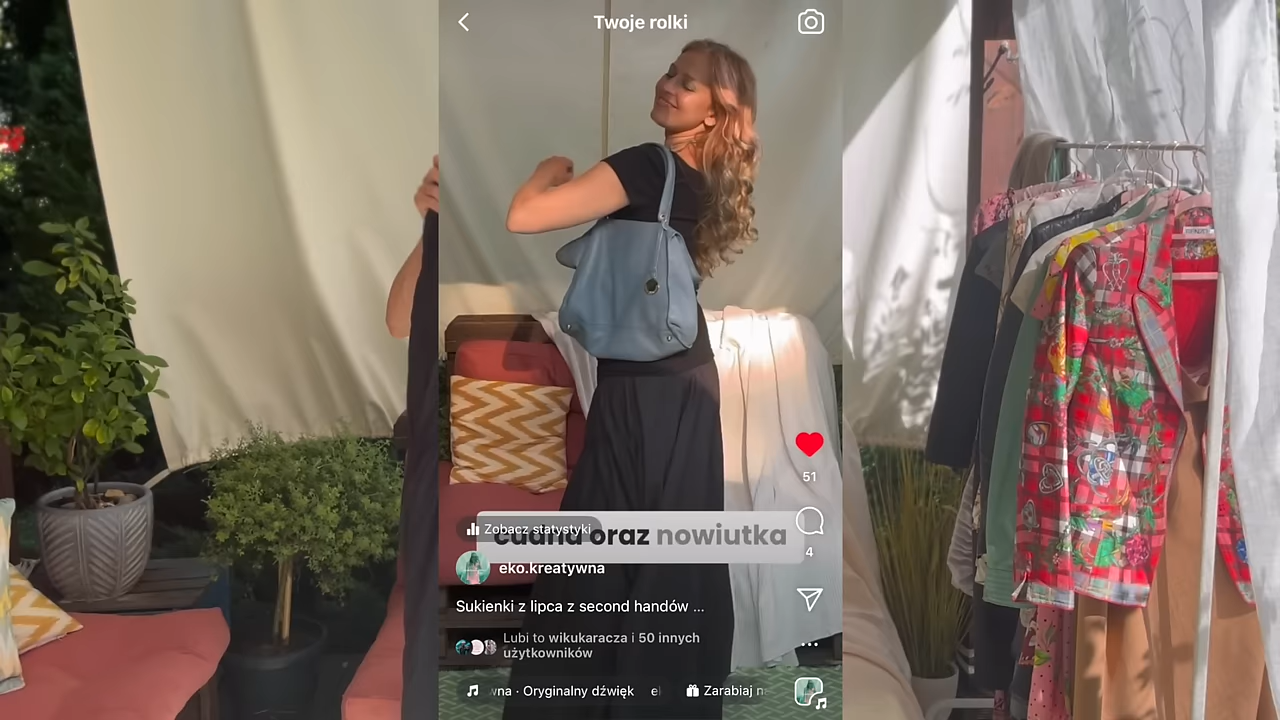 Twoje rolki
51
Zobacz statystyki
cudna oraz nowiutka
4
eko.kreatywna
Sukienki z lipca z second handów ...
Lubi to wikukaracza i 50 innych
użytkowników
wna · Oryginalny dźwięk
Zarabiaj